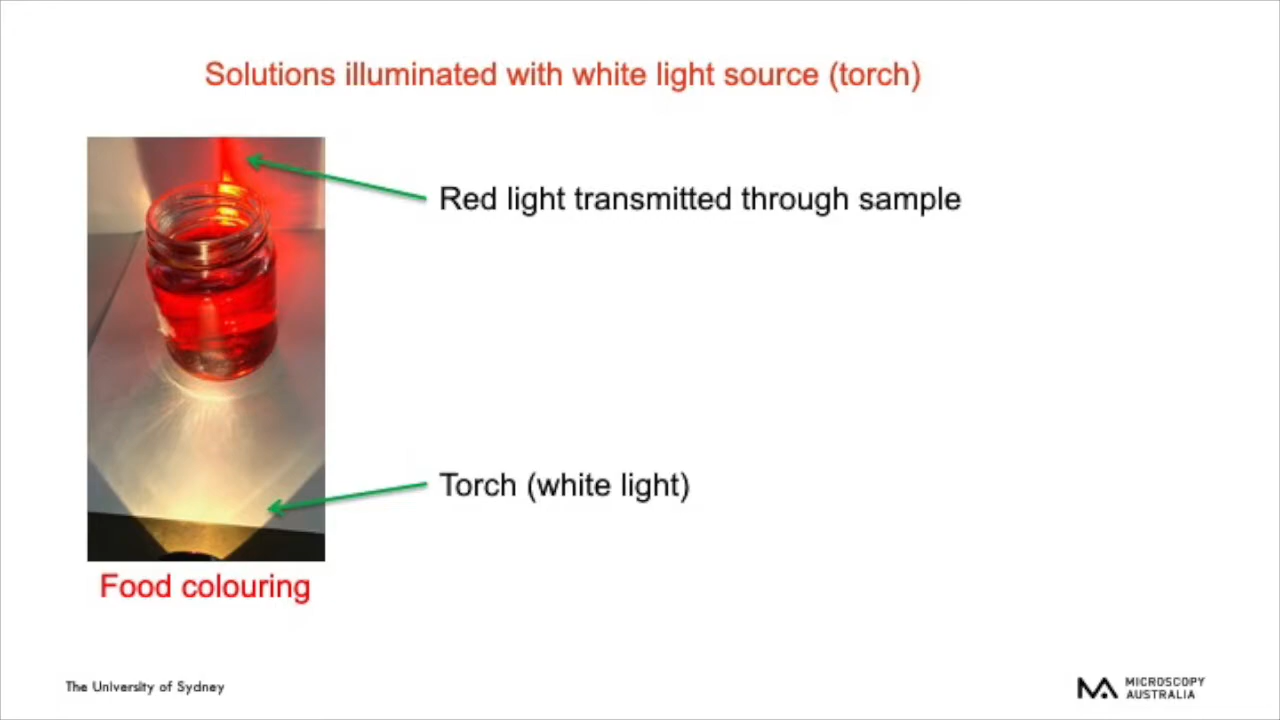 Solutions illuminated with white light source (torch)
Red light transmitted through sample
Torch (white light)
Food colouring
The University of Sydney
MICROSCOPY
AUSTRALIA